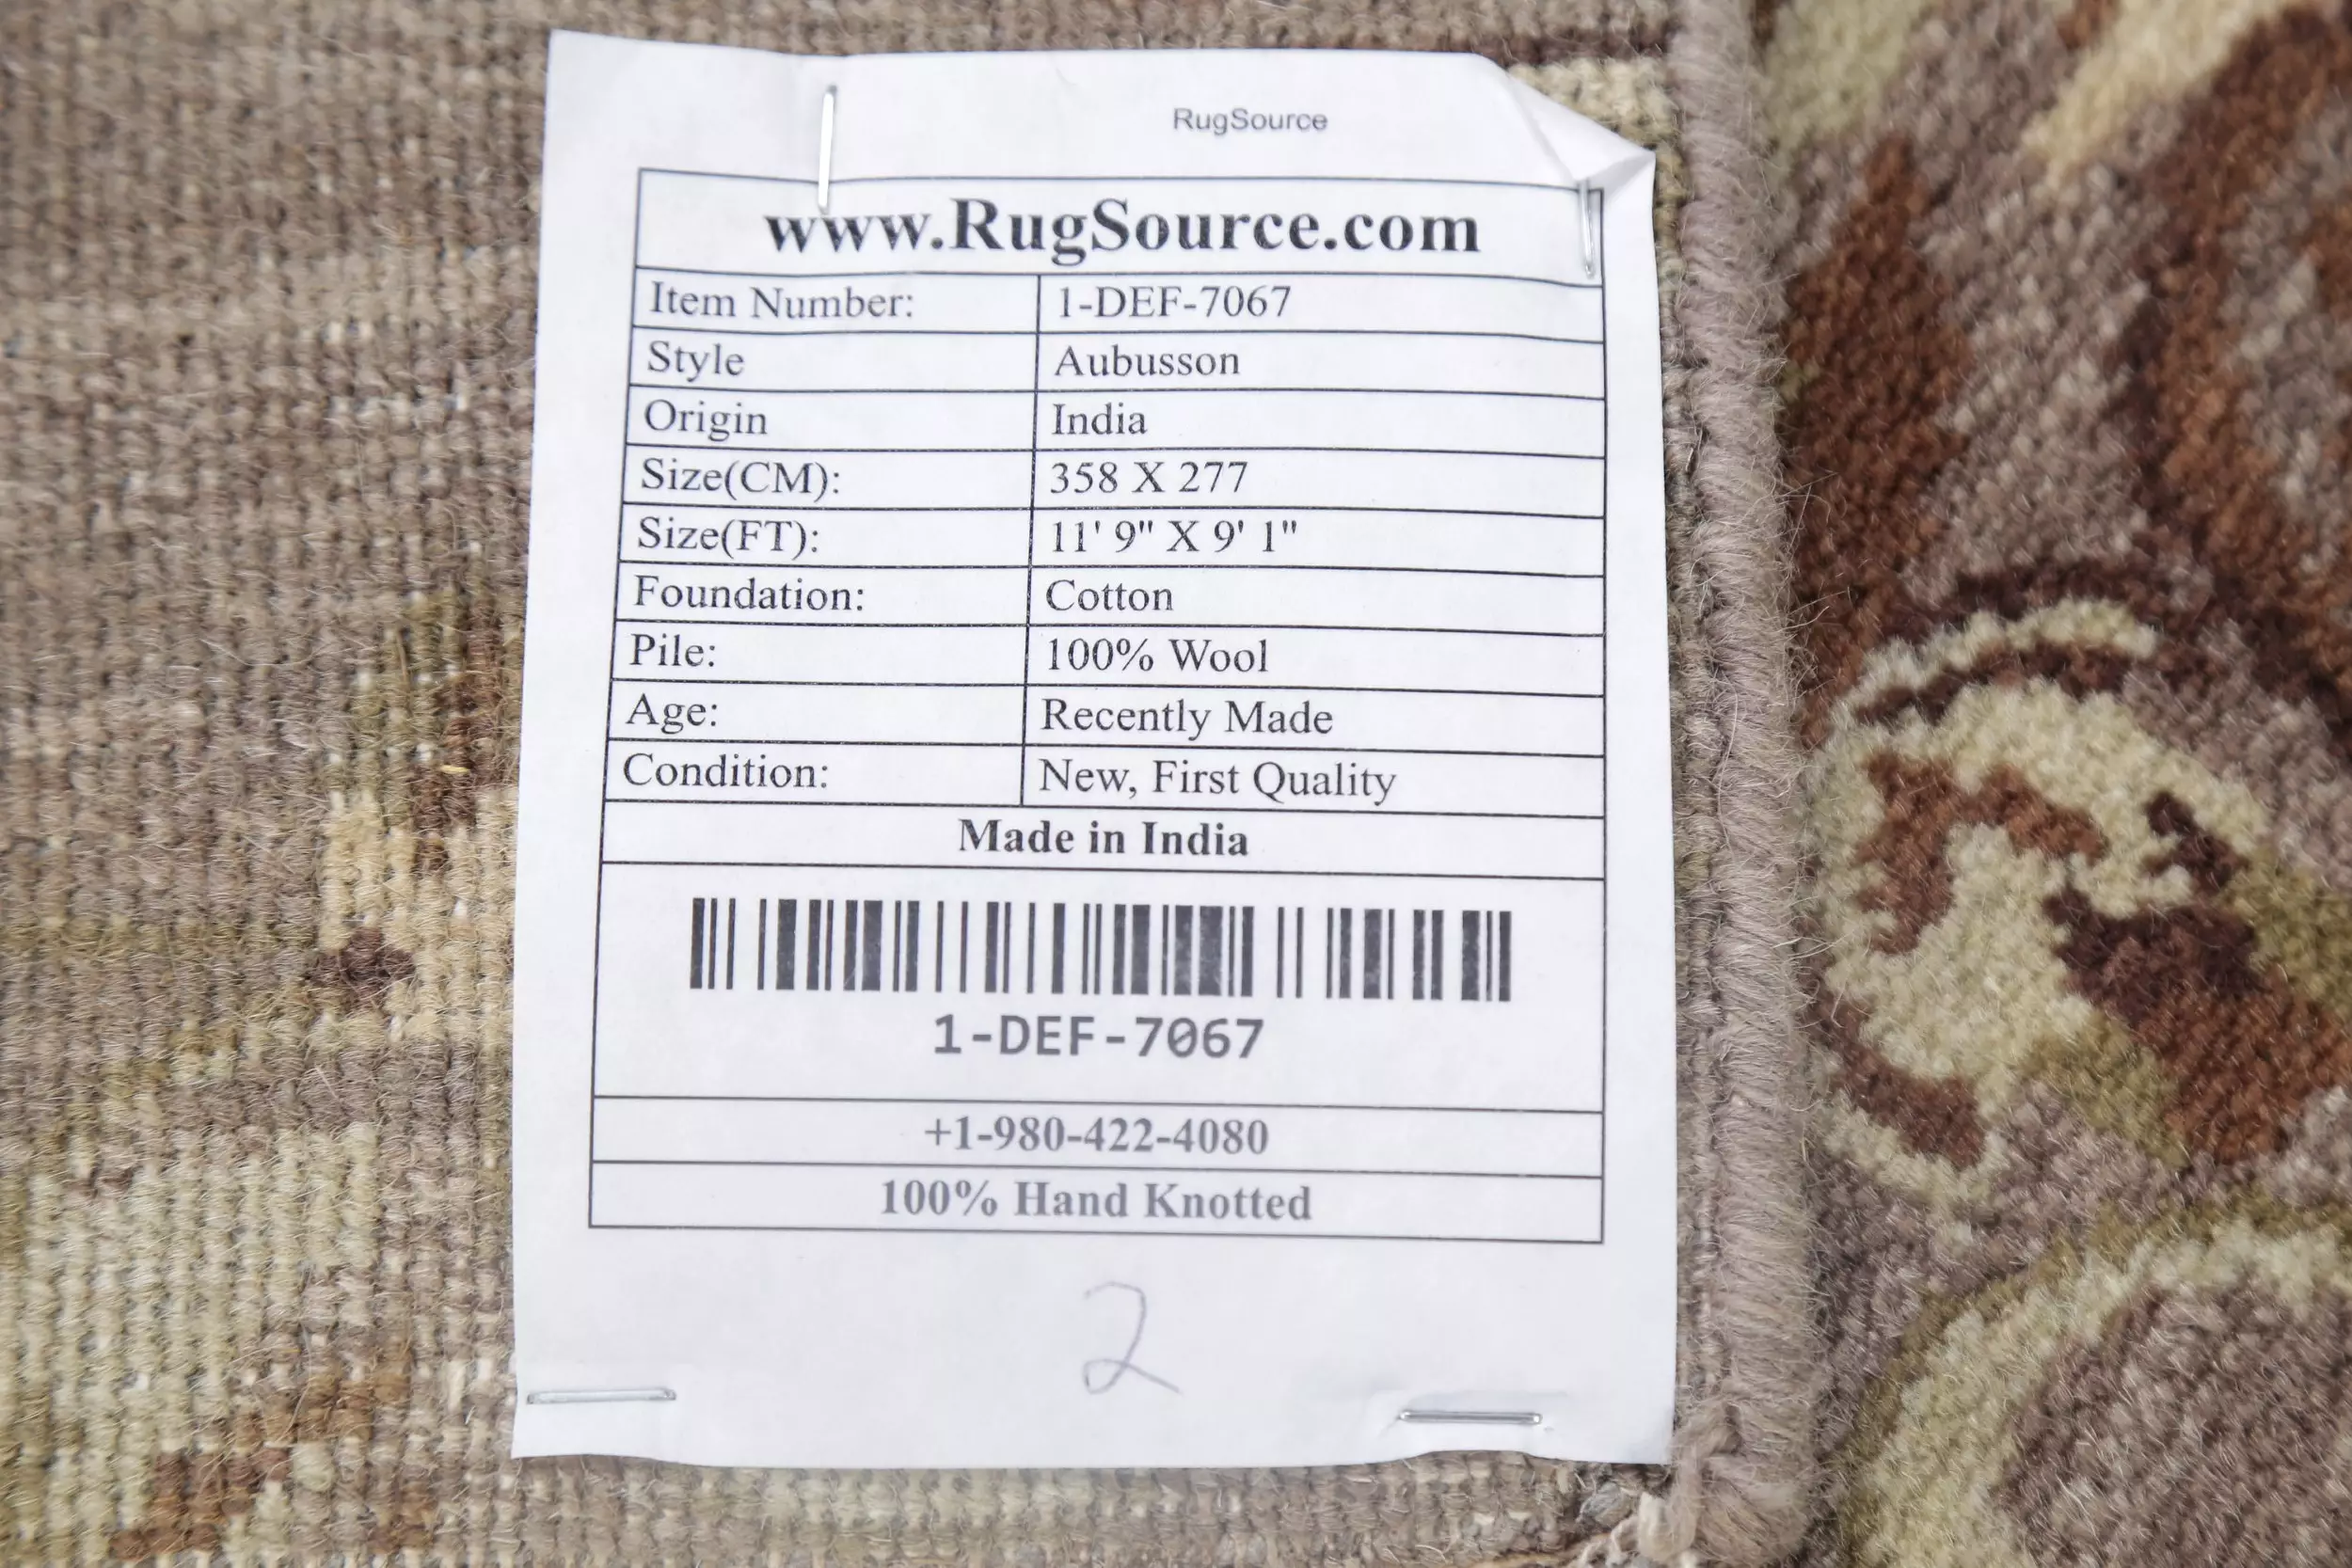 RugSource
www.RugSource.com
Item Number: 1-DEF-7067
Style Aubusson
Origin India
Size(CM): 358 X 277
Size(FT): 11' 9" X 9' 1"
Foundation: Cotton
Pile: 100% Wool
Age: Recently Made
Condition: New, First Quality
Made in India
1-DEF-7067
+1-980-422-4080
100% Hand Knotted
2